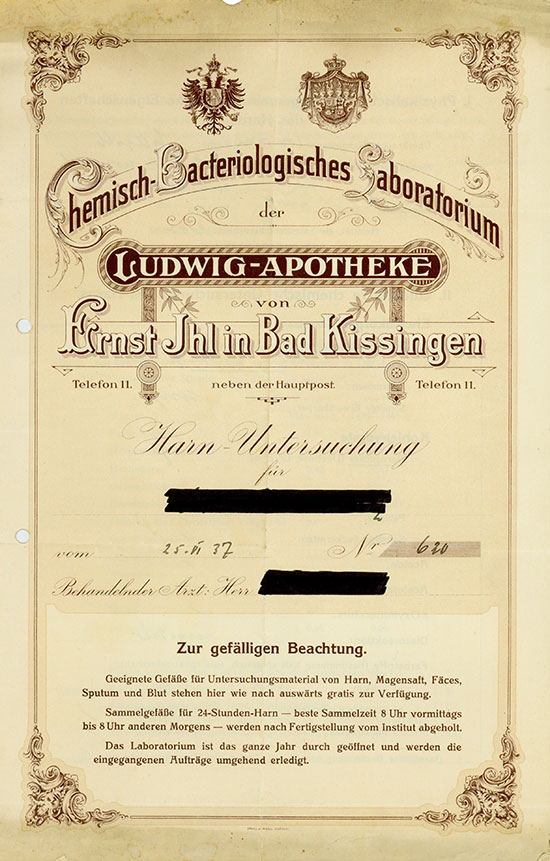 Chemisch-Bacteriologisches Laboratorium
der
LUDWIG-APOTHEKE
von
Ernst Jhl in Bad Kissingen
Telefon 11. neben der Hauptpost. Telefon 11.
Harn-Untersuchung
für
vom 25. VI 37 No 620
Behandelnder Arzt: Herr
Zur gefälligen Beachtung.
Geeignete Gefäße für Untersuchungsmaterial von Harn, Magensaft, Fäces,
Sputum und Blut stehen hier wie nach auswärts gratis zur Verfügung.
Sammelgefäße für 24-Stunden-Harn — beste Sammelzeit 8 Uhr vormittags
bis 8 Uhr anderen Morgens — werden nach Fertigstellung vom Institut abgeholt.
Das Laboratorium ist das ganze Jahr durch geöffnet und werden die
eingegangenen Aufträge umgehend erledigt.